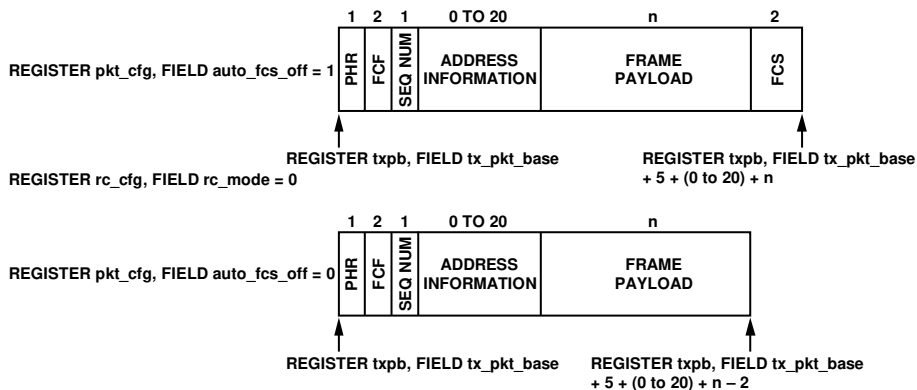 1 2 1 0 TO 20 n 2
REGISTER pkt_cfg, FIELD auto_fcs_off = 1
PHR
FCF
SEQ NUM
ADDRESS
INFORMATION
FRAME
PAYLOAD
FCS
REGISTER txpb, FIELD tx_pkt_base
REGISTER txpb, FIELD tx_pkt_base
+ 5 + (0 to 20) + n
REGISTER rc_cfg, FIELD rc_mode = 0
1 2 1 0 TO 20 n
REGISTER pkt_cfg, FIELD auto_fcs_off = 0
PHR
FCF
SEQ NUM
ADDRESS
INFORMATION
FRAME
PAYLOAD
REGISTER txpb, FIELD tx_pkt_base
REGISTER txpb, FIELD tx_pkt_base
+ 5 + (0 to 20) + n – 2